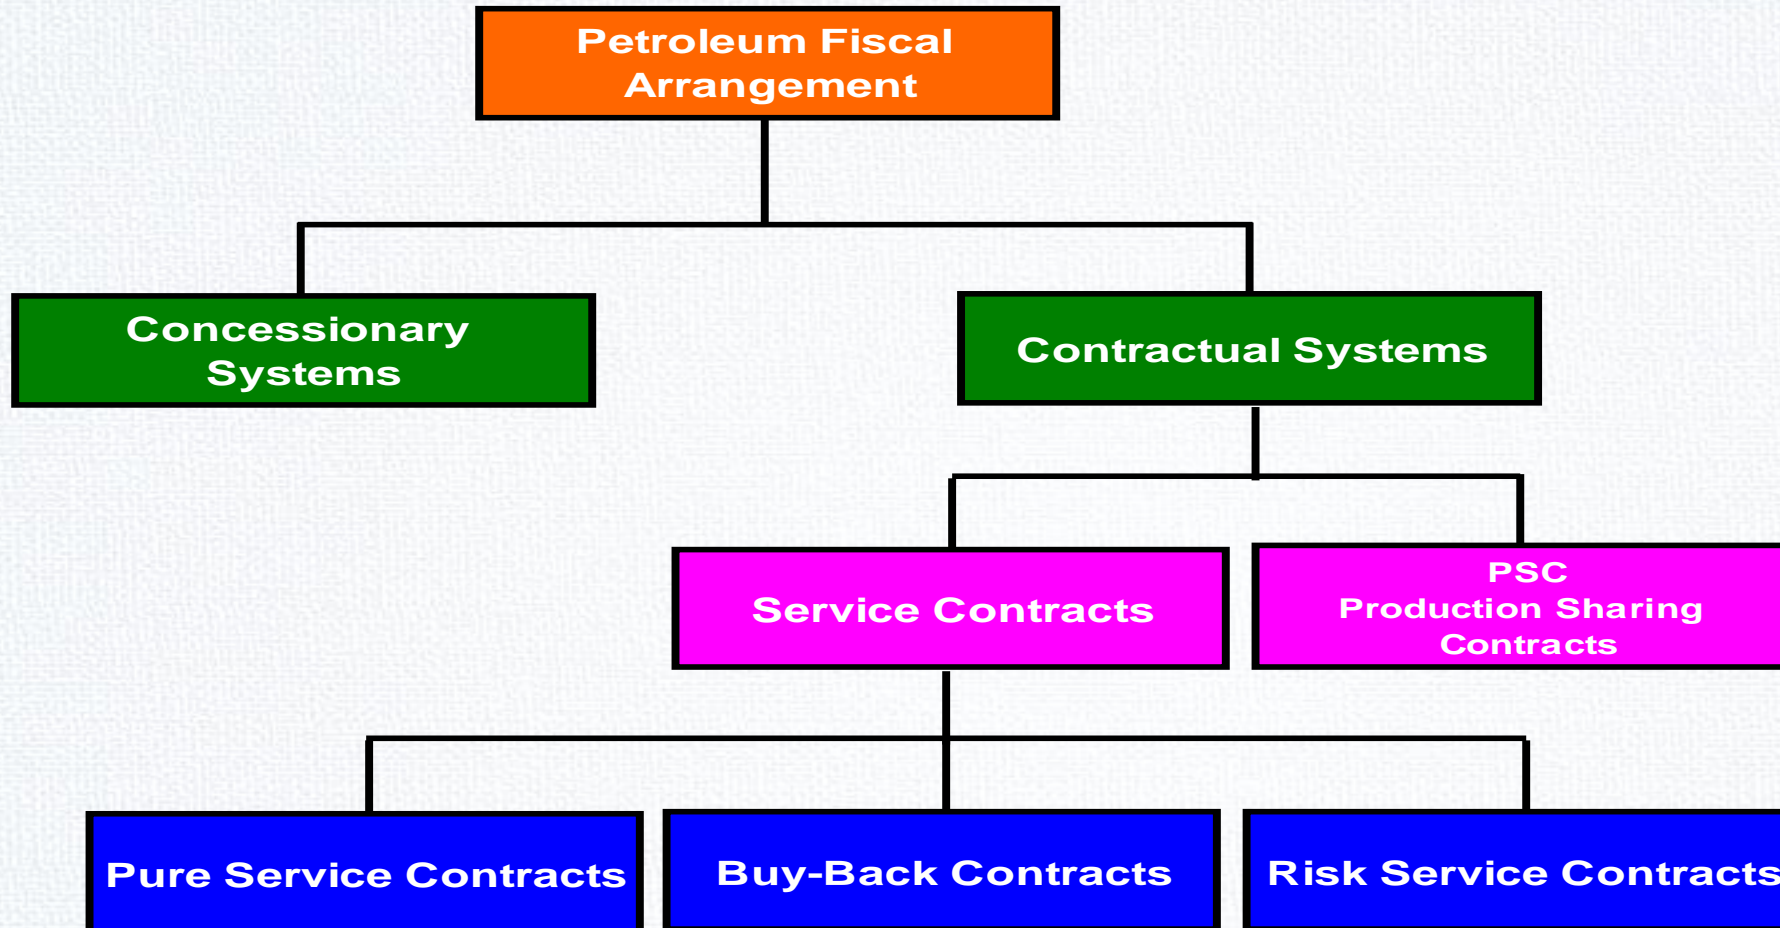 Petroleum Fiscal
Arrangement
Concessionary
Systems
Contractual Systems
Service Contracts
PSC
Production Sharing
Contracts
Pure Service Contracts
Buy-Back Contracts
Risk Service Contracts